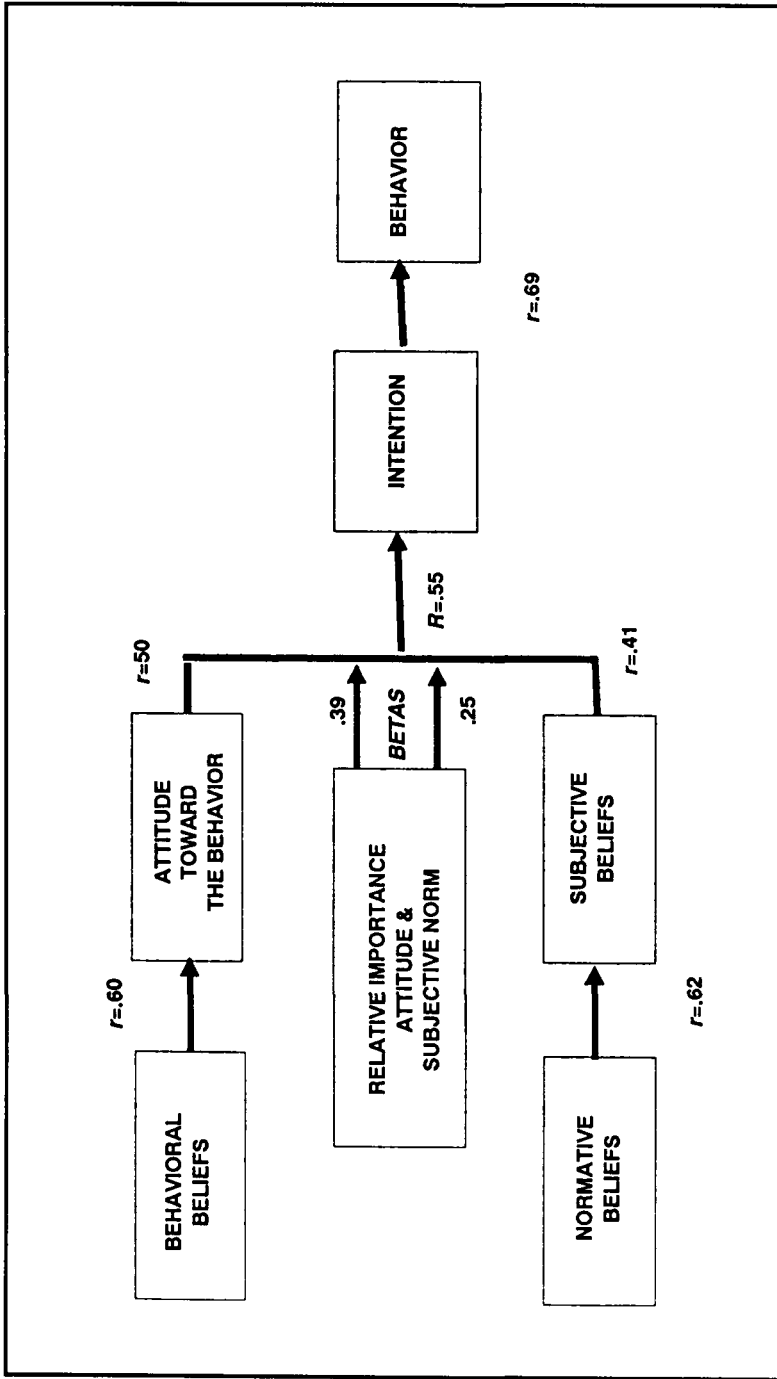 BEHAVIORAL
BELIEFS
r=.60
ATTITUDE
TOWARD
THE BEHAVIOR
r=50
RELATIVE IMPORTANCE
ATTITUDE &
SUBJECTIVE NORM
.39
BETAS
.25
R=.55
INTENTION
BEHAVIOR
r=.69
NORMATIVE
BELIEFS
r=.62
SUBJECTIVE
BELIEFS
r=.41